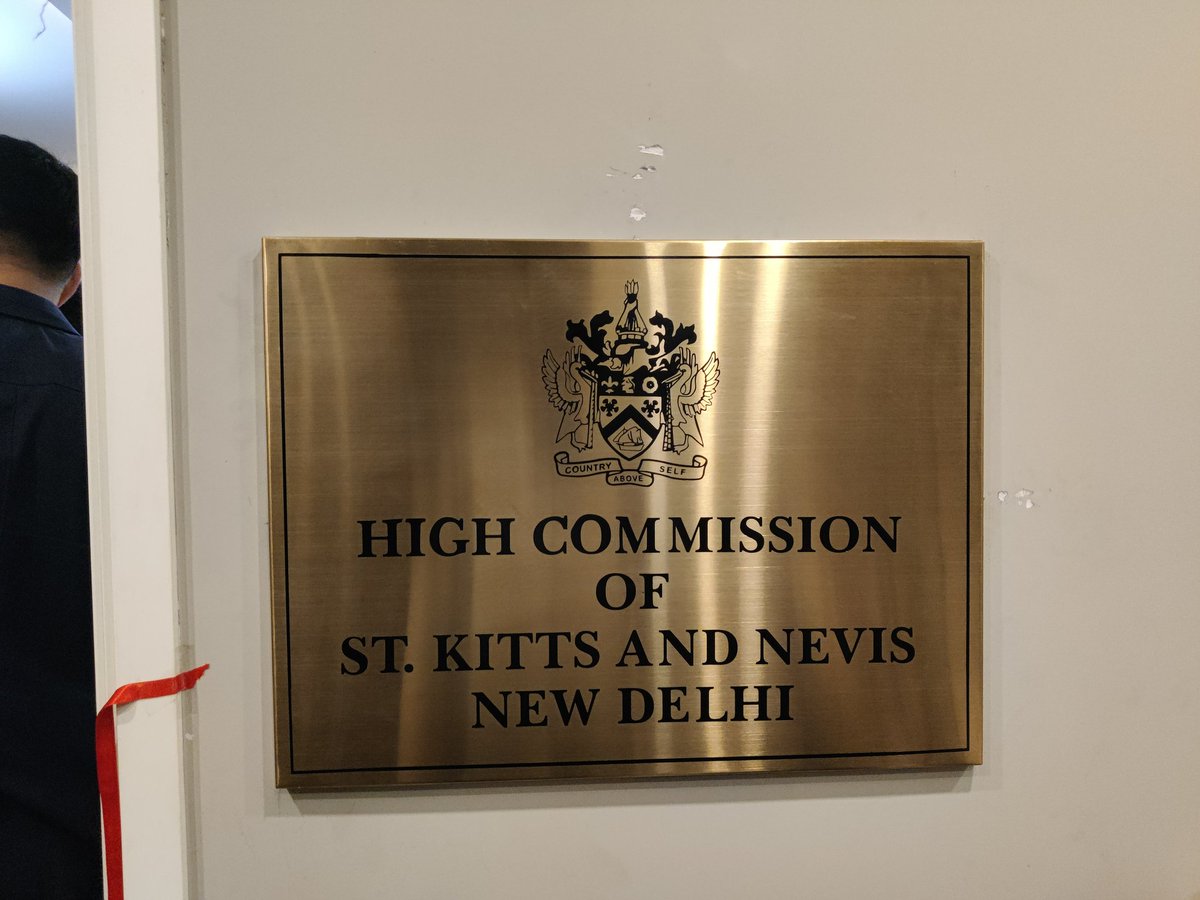 COUNTRY ABOVE SELF
HIGH COMMISSION
OF
ST. KITTS AND NEVIS
NEW DELHI